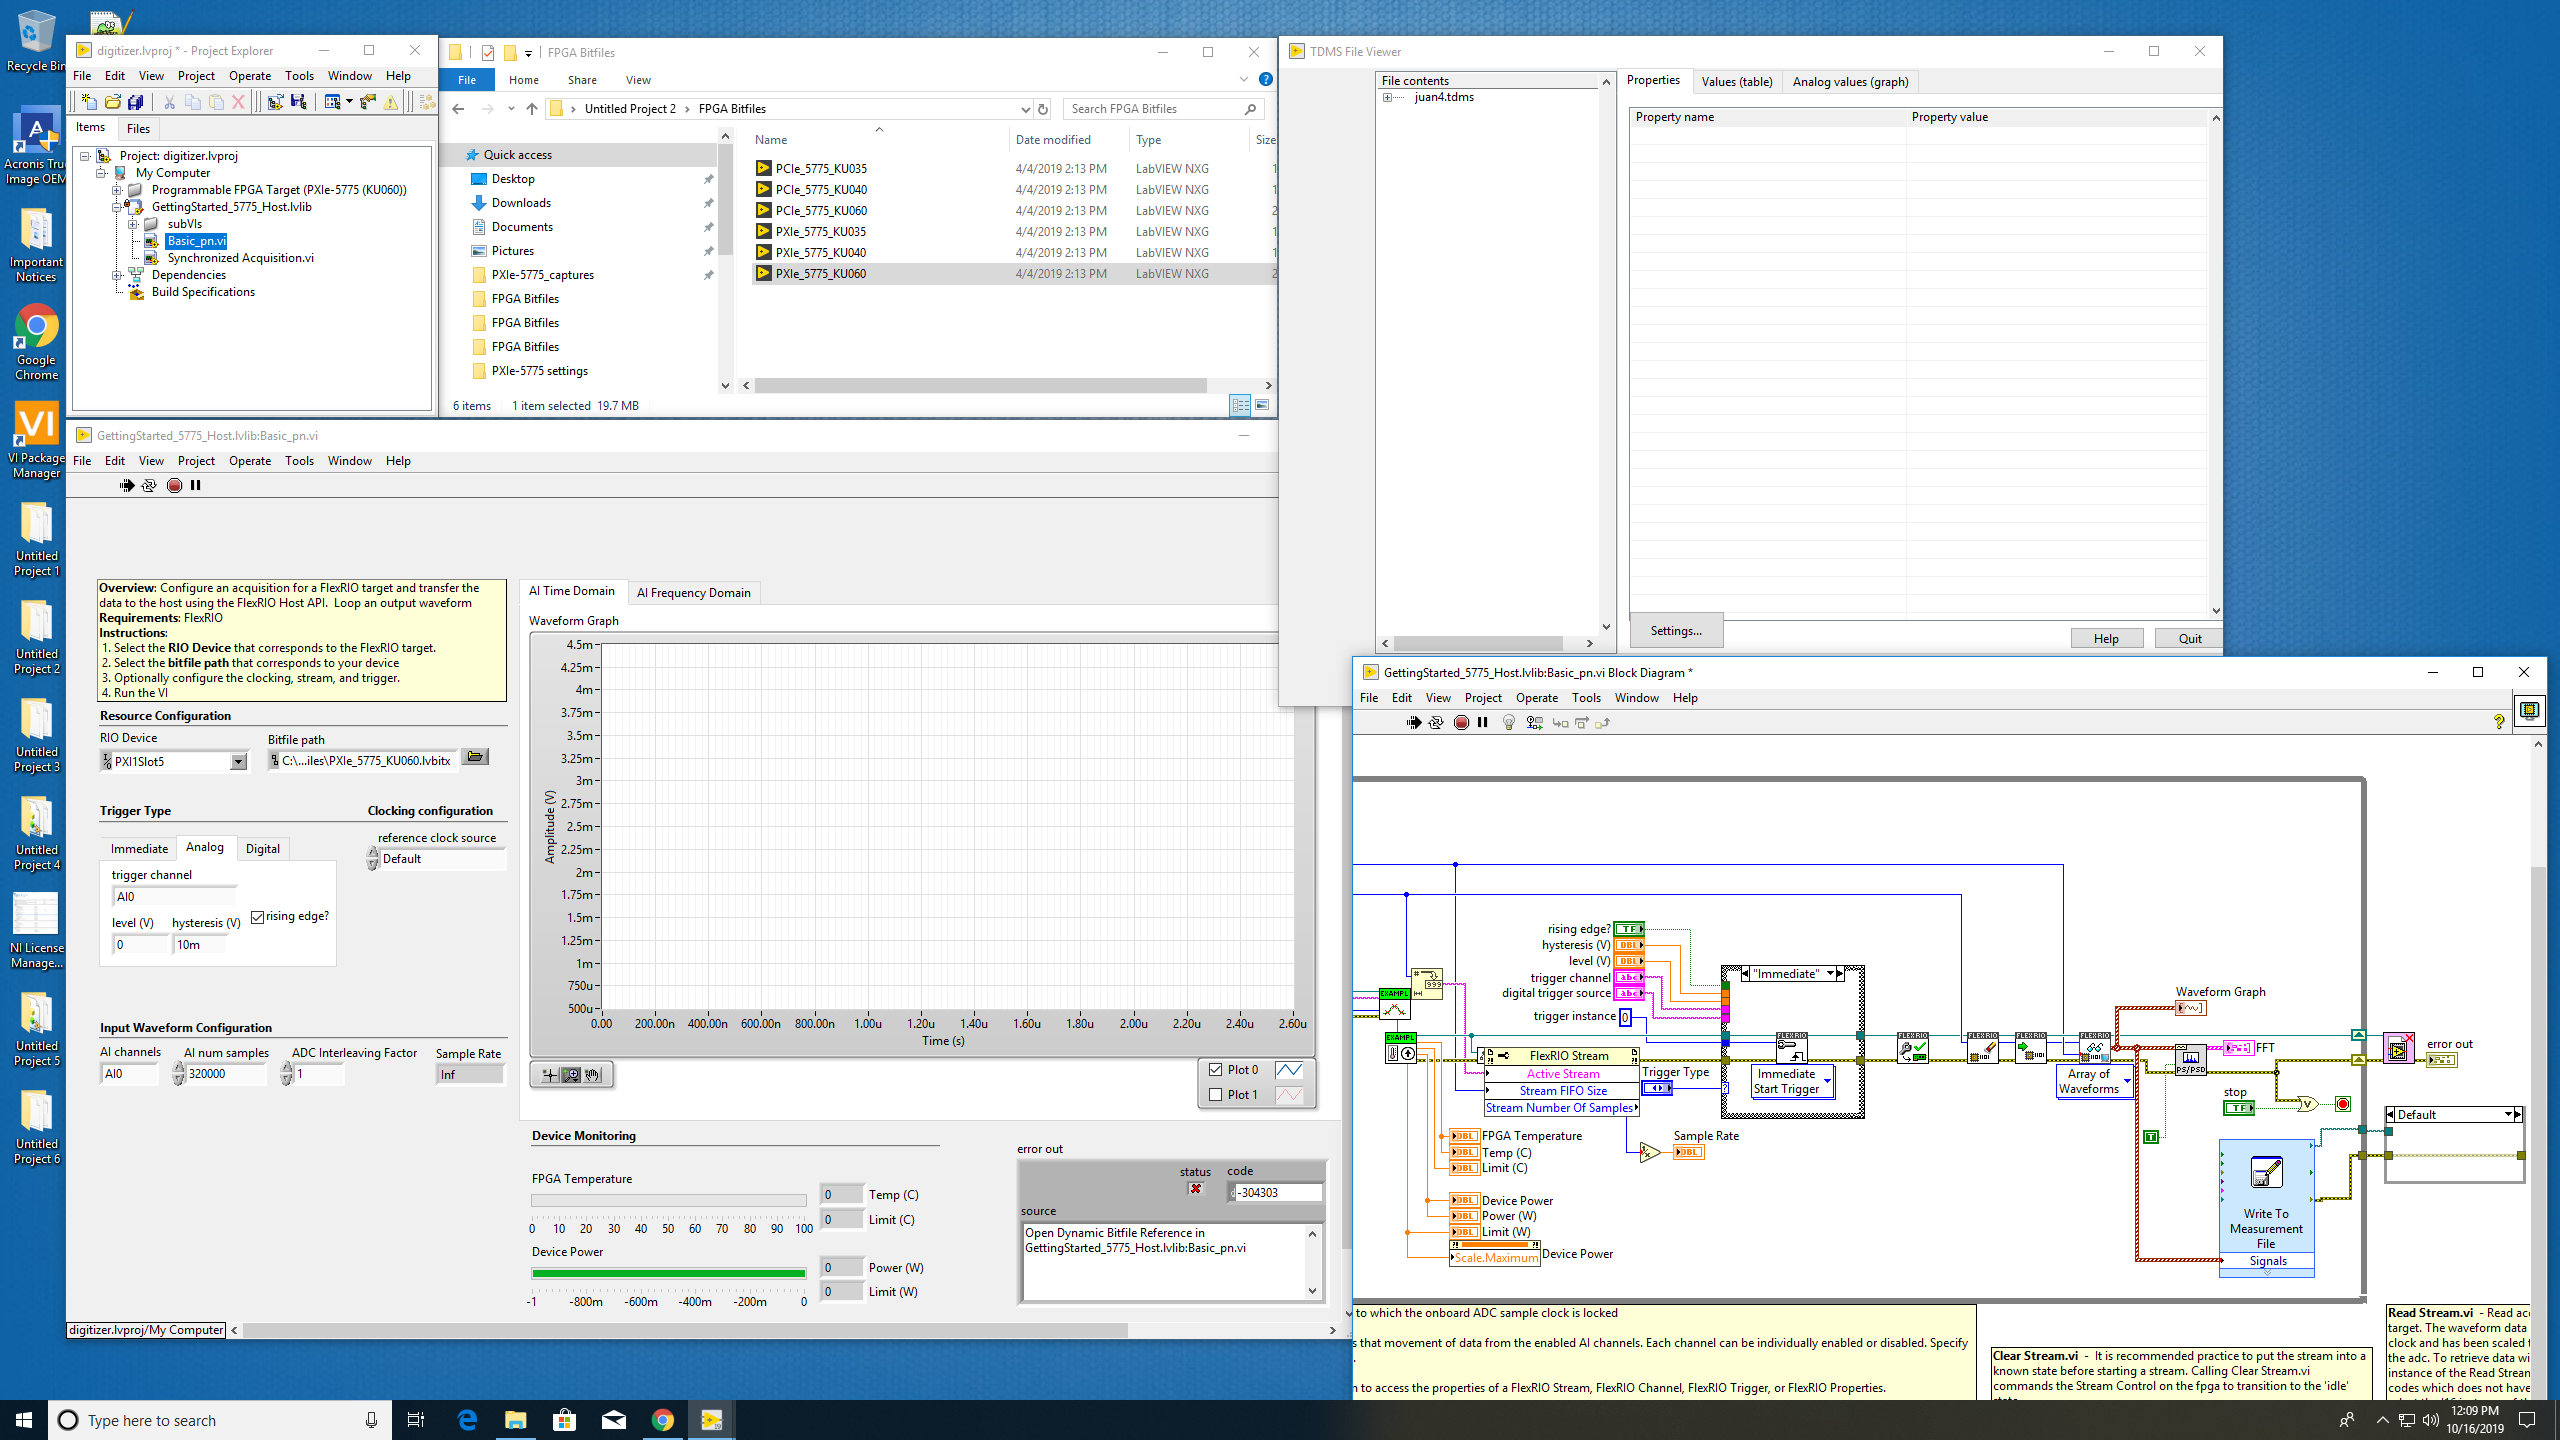 Recycle Bin
Acronis Tru
Image OEM
Important
Notices
Google
Chrome
VI Package
Manager
Untitled
Project 1
Untitled
Project 2
Untitled
Project 3
Untitled
Project 4
NI License
Manage...
Untitled
Project 5
Untitled
Project 6
digitizer.lvproj * - Project Explorer
File Edit View Project Operate Tools Window Help
Items Files
Project: digitizer.lvproj
My Computer
Programmable FPGA Target (PXIe-5775 (KU060))
GettingStarted_5775_Host.lvlib
subVIs
Basic_pn.vi
Synchronized Acquisition.vi
Dependencies
Build Specifications
FPGA Bitfiles
File Home Share View
Untitled Project 2 FPGA Bitfiles
Search FPGA Bitfiles
Quick access
Desktop
Downloads
Documents
Pictures
PXIe-5775_captures
FPGA Bitfiles
FPGA Bitfiles
FPGA Bitfiles
PXIe-5775 settings
Name Date modified Type Size
PCIe_5775_KU035 4/4/2019 2:13 PM LabVIEW NXG 1
PCIe_5775_KU040 4/4/2019 2:13 PM LabVIEW NXG 1
PCIe_5775_KU060 4/4/2019 2:13 PM LabVIEW NXG 2
PXIe_5775_KU035 4/4/2019 2:13 PM LabVIEW NXG 1
PXIe_5775_KU040 4/4/2019 2:13 PM LabVIEW NXG 1
PXIe_5775_KU060 4/4/2019 2:13 PM LabVIEW NXG 2
6 items 1 item selected 19.7 MB
TDMS File Viewer
File contents
juan4.tdms
Properties Values (table) Analog values (graph)
Property name Property value
Settings...
Help Quit
GettingStarted_5775_Host.lvlib:Basic_pn.vi
File Edit View Project Operate Tools Window Help
Overview: Configure an acquisition for a FlexRIO target and transfer the
data to the host using the FlexRIO Host API. Loop an output waveform
Requirements: FlexRIO
Instructions:
1. Select the RIO Device that corresponds to the FlexRIO target.
2. Select the bitfile path that corresponds to your device
3. Optionally configure the clocking, stream, and trigger.
4. Run the VI
Resource Configuration
RIO Device
Bitfile path
PXI1Slot5
C:\...iles\PXIe_5775_KU060.lvbitx
Trigger Type
Clocking configuration
Immediate Analog Digital
reference clock source
Default
trigger channel
AI0
level (V) hysteresis (V) rising edge?
0 10m
Input Waveform Configuration
AI channels AI num samples ADC Interleaving Factor Sample Rate
AI0 320000 1 Inf
AI Time Domain AI Frequency Domain
Waveform Graph
4.5m
4.25m
4m
3.75m
3.5m
3.25m
3m
2.75m
2.5m
2.25m
2m
1.75m
1.5m
1.25m
1m
750u
500u
Amplitude (V)
0.00 200.00n 400.00n 600.00n 800.00n 1.00u 1.20u 1.40u 1.60u 1.80u 2.00u 2.20u 2.40u 2.60u
Time (s)
Plot 0
Plot 1
Device Monitoring
FPGA Temperature
0 10 20 30 40 50 60 70 80 90 100
0 Temp (C)
0 Limit (C)
Device Power
-1 -800m -600m -400m -200m 0
0 Power (W)
0 Limit (W)
error out
status code
-304303
source
Open Dynamic Bitfile Reference in
GettingStarted_5775_Host.lvlib:Basic_pn.vi
digitizer.lvproj/My Computer
GettingStarted_5775_Host.lvlib:Basic_pn.vi Block Diagram *
File Edit View Project Operate Tools Window Help
rising edge? TF
hysteresis (V) DBL
level (V) DBL
trigger channel abc
digital trigger source abc
trigger instance 0
"Immediate"
EXAMPL
EXAMPL
999
FLEXRIO
Immediate
Start Trigger
FlexRIO Stream
Active Stream
Stream FIFO Size
Stream Number Of Samples
Trigger Type
FPGA Temperature
Temp (C)
Limit (C)
Sample Rate
DBL
Device Power
Power (W)
Limit (W)
Scale.Maximum
Device Power
FLEXRIO FLEXRIO FLEXRIO FLEXRIO
Array of
Waveforms
Waveform Graph
PS/PSD
FFT
stop
TF
T
Write To
Measurement
File
Signals
error out
Default
to which the onboard ADC sample clock is locked
s that movement of data from the enabled AI channels. Each channel can be individually enabled or disabled. Specify
n to access the properties of a FlexRIO Stream, FlexRIO Channel, FlexRIO Trigger, or FlexRIO Properties.
Clear Stream.vi - It is recommended practice to put the stream into a
known state before starting a stream. Calling Clear Stream.vi
commands the Stream Control on the fpga to transition to the 'idle'
Read Stream.vi - Read acc
target. The waveform data
clock and has been scaled t
the adc. To retrieve data wi
instance of the Read Stream
codes which does not have
Type here to search
12:09 PM
10/16/2019